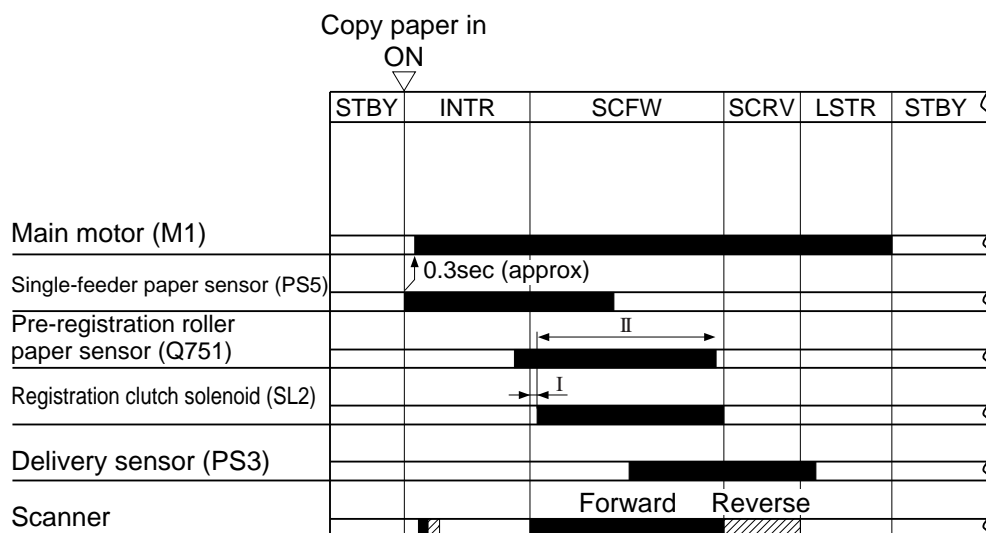 Copy paper in
ON
STBY INTR SCFW SCRV LSTR STBY
Main motor (M1)
0.3sec (approx)
Single-feeder paper sensor (PS5)
Pre-registration roller
paper sensor (Q751)
II
Registration clutch solenoid (SL2)
I
Delivery sensor (PS3)
Forward Reverse
Scanner